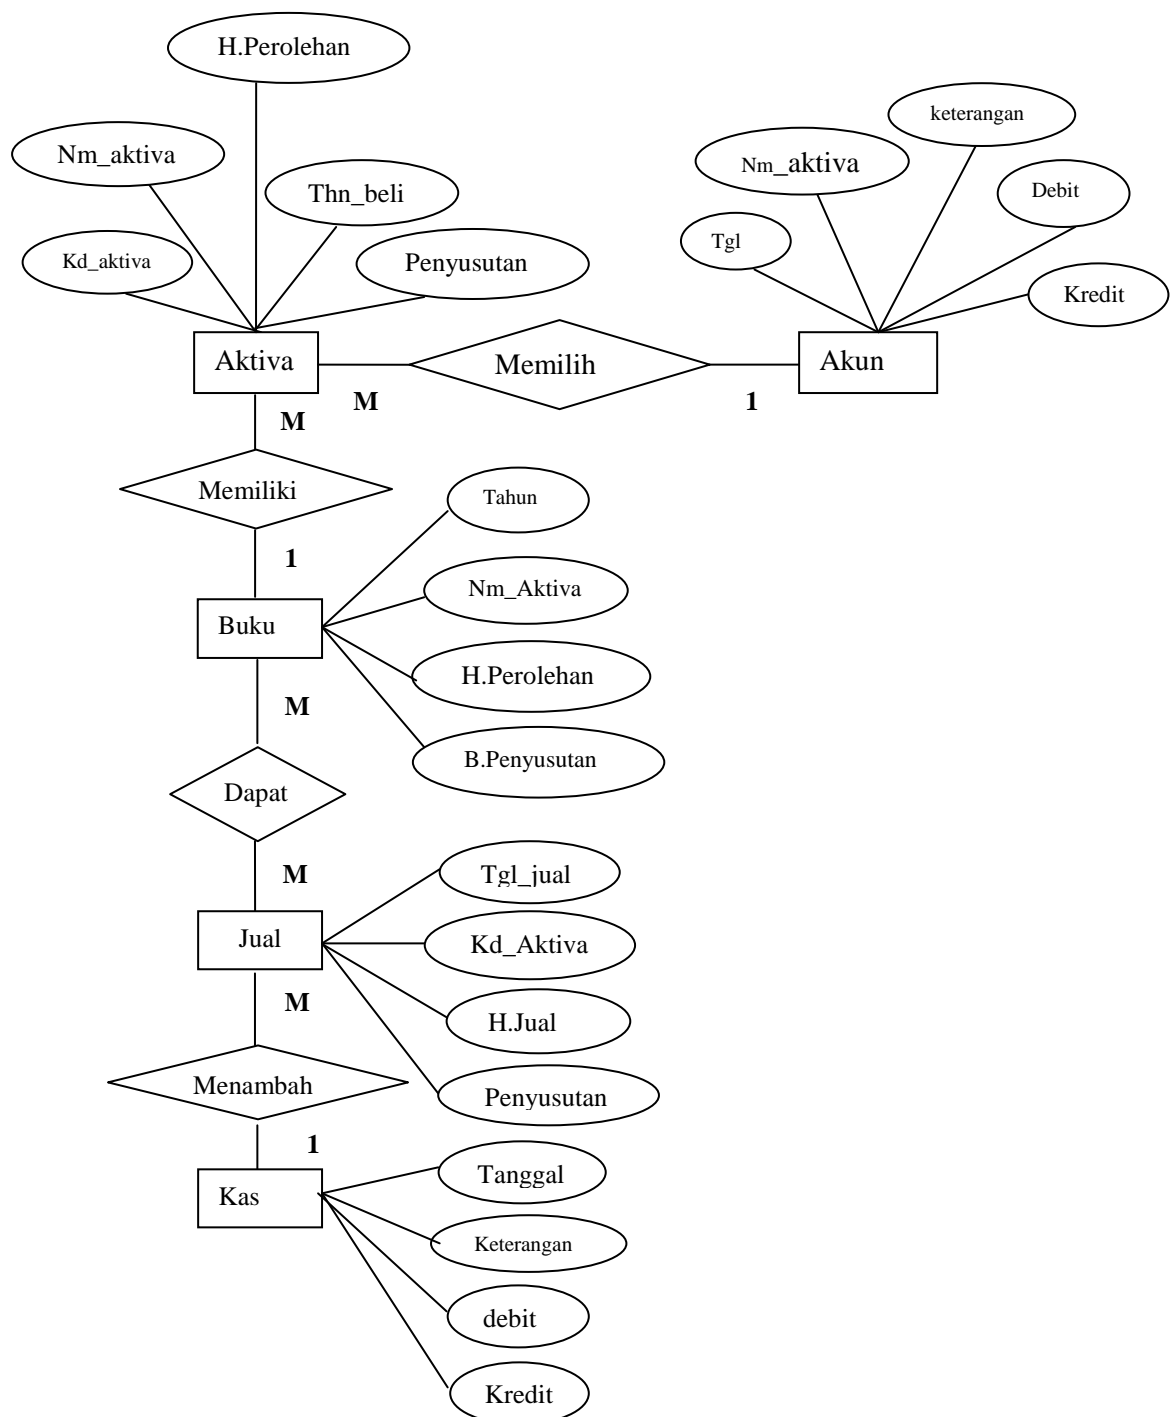 H.Perolehan
keterangan
Nm_aktiva
Nm_aktiva
Thn_beli
Debit
Tgl
Kd_aktiva
Penyusutan
Kredit
Aktiva
Memilih
Akun
M
1
M
Memiliki
Tahun
1
Nm_Aktiva
Buku
H.Perolehan
M
B.Penyusutan
Dapat
M
Tgl_jual
Jual
Kd_Aktiva
M
H.Jual
Menambah
Penyusutan
1
Tanggal
Kas
Keterangan
debit
Kredit